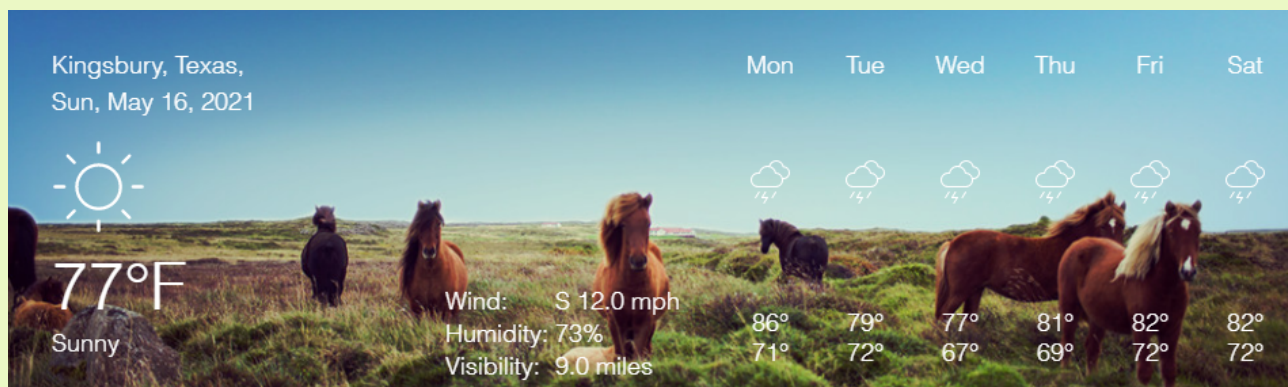 Kingsbury, Texas,
Sun, May 16, 2021
77°F
Sunny
Wind: S 12.0 mph
Humidity: 73%
Visibility: 9.0 miles
Mon Tue Wed Thu Fri Sat
86° 79° 77° 81° 82° 82°
71° 72° 67° 69° 72° 72°